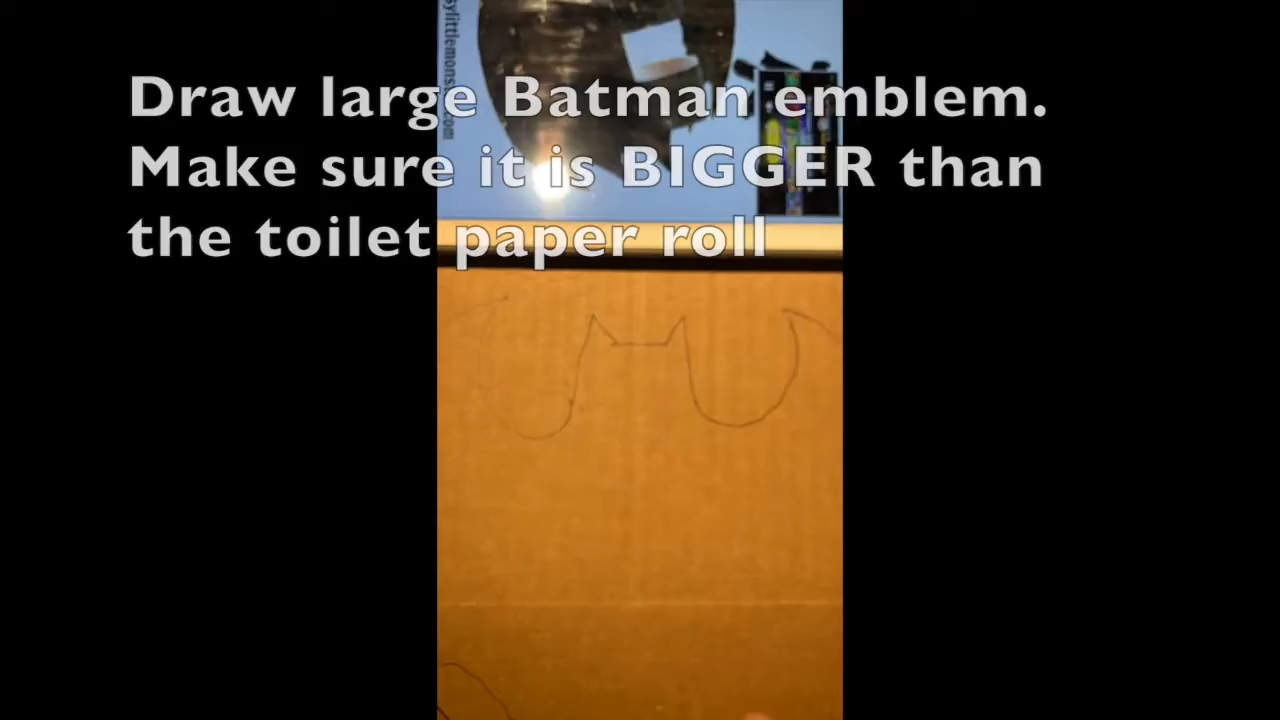 Draw large Batman emblem.
Make sure it is BIGGER than
the toilet paper roll